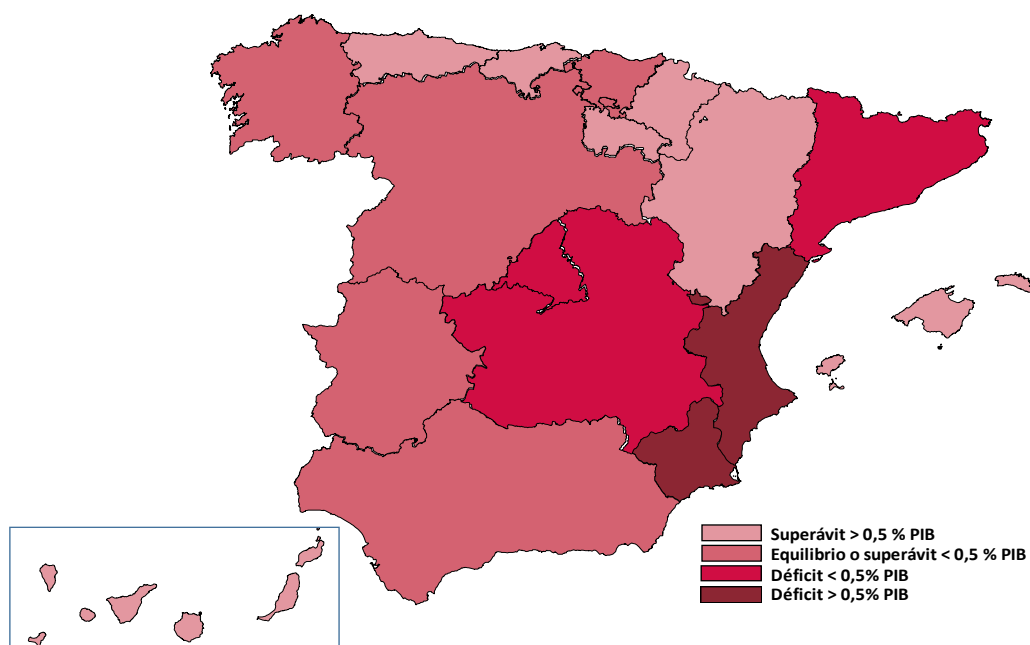 Superávit > 0,5 % PIB
Equilibrio o superávit < 0,5 % PIB
Déficit < 0,5% PIB
Déficit > 0,5% PIB